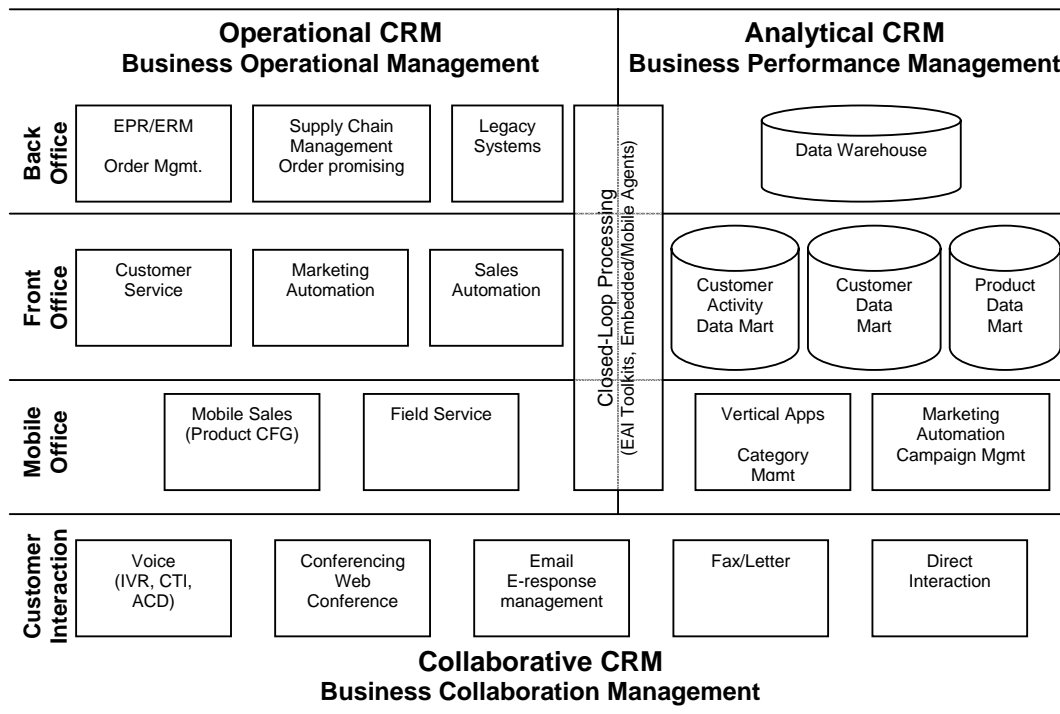 Operational CRM
Business Operational Management
Analytical CRM
Business Performance Management
Back
Office
EPR/ERM
Order Mgmt.
Supply Chain
Management
Order promising
Legacy
Systems
Closed-Loop Processing
(EAI Toolkits, Embedded/Mobile Agents)
Data Warehouse
Front
Office
Customer
Service
Marketing
Automation
Sales
Automation
Customer
Activity
Data Mart
Customer
Data
Mart
Product
Data
Mart
Mobile
Office
Mobile Sales
(Product CFG)
Field Service
Vertical Apps
Category
Mgmt
Marketing
Automation
Campaign Mgmt
Customer
Interaction
Voice
(IVR, CTI,
ACD)
Conferencing
Web
Conference
Email
E-response
management
Fax/Letter
Direct
Interaction
Collaborative CRM
Business Collaboration Management